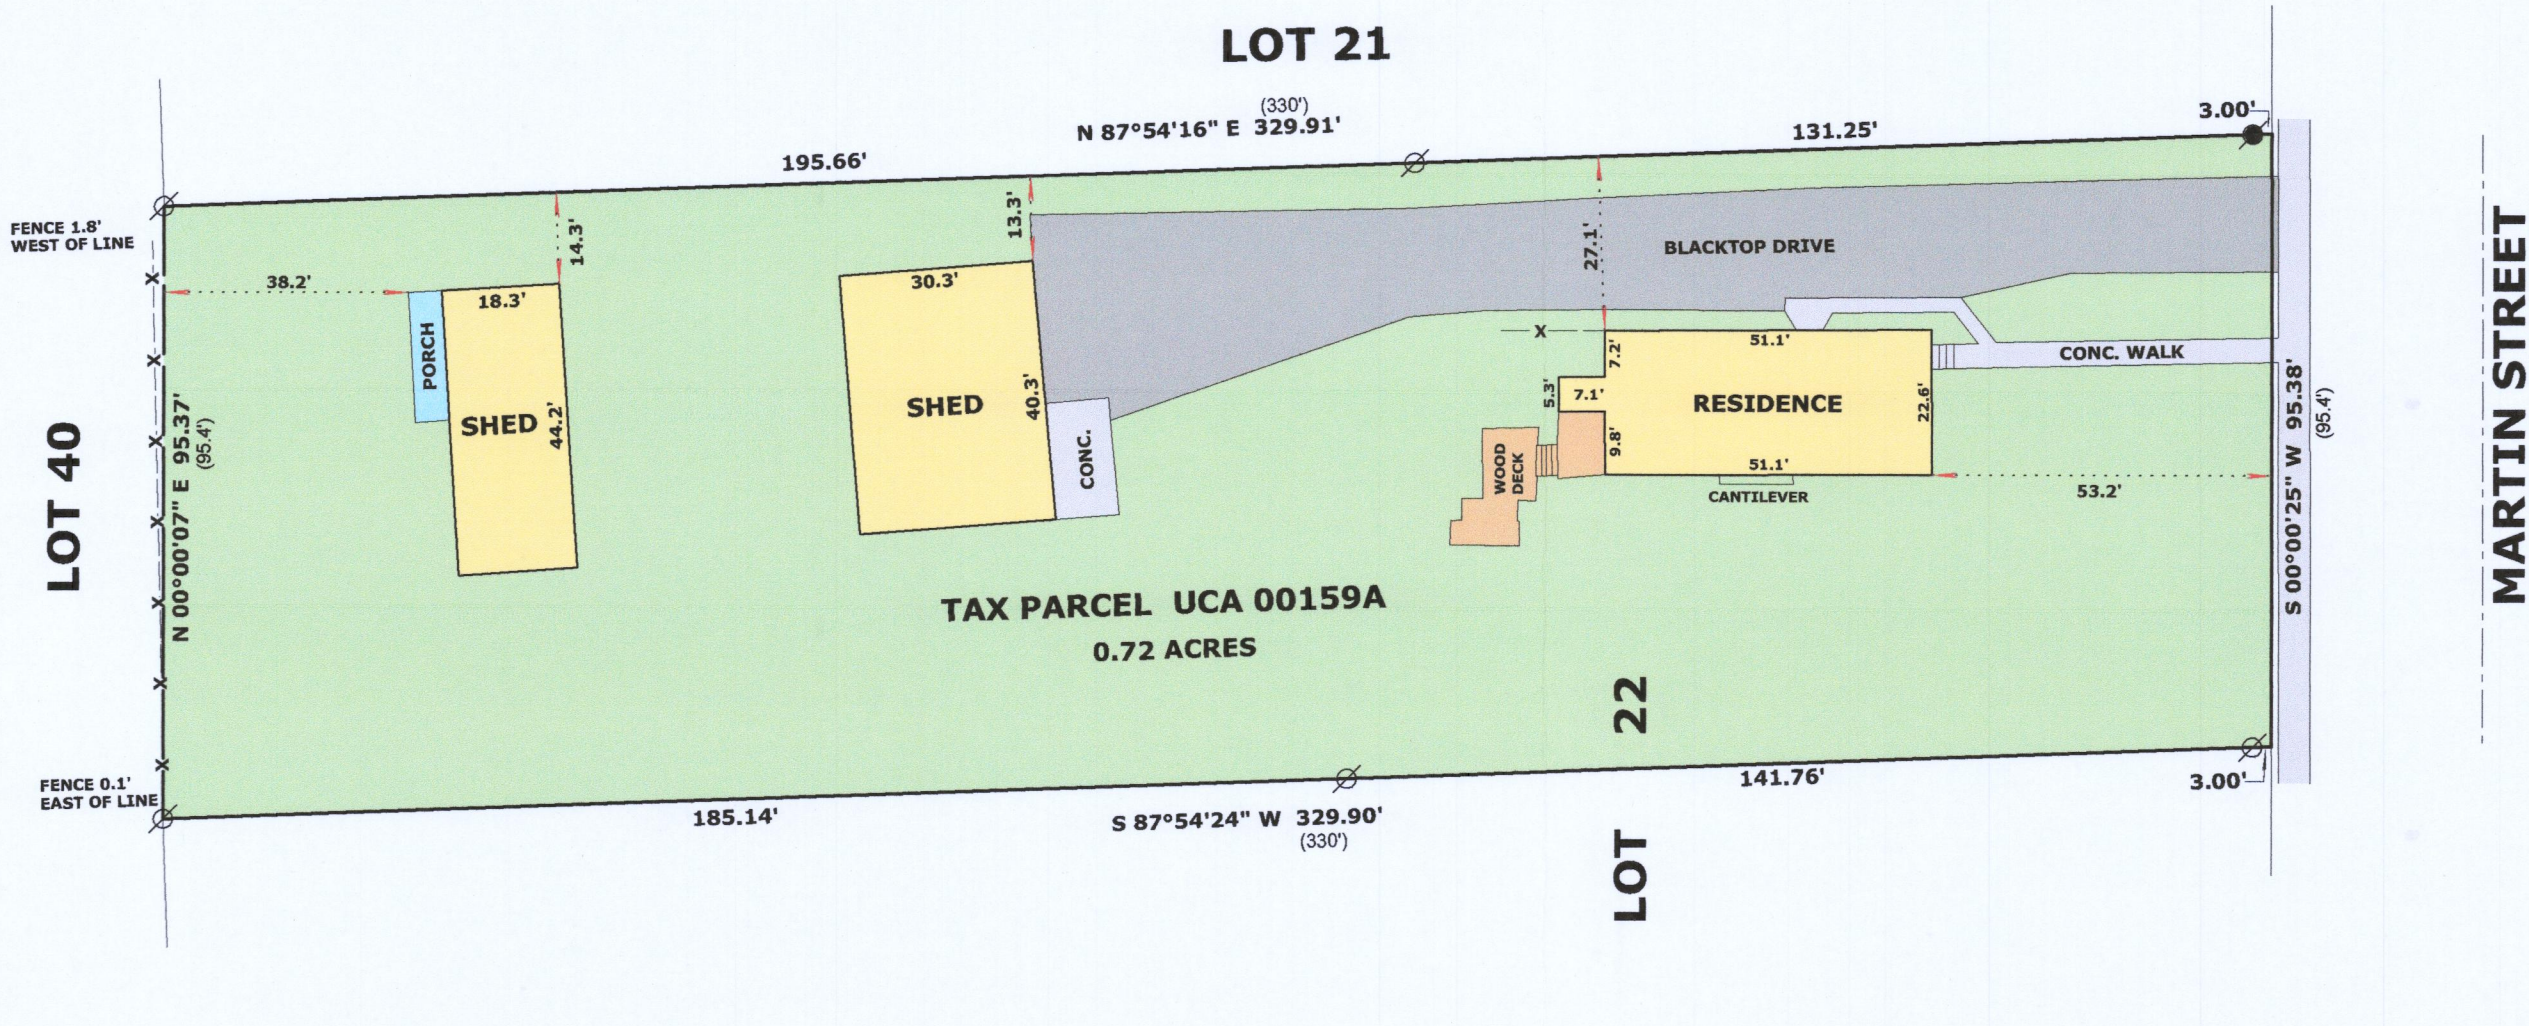 LOT 21
(330')
N 87°54'16" E 329.91'
195.66'
131.25'
3.00'
FENCE 1.8'
WEST OF LINE
38.2'
14.3'
13.3'
27.1'
BLACKTOP DRIVE
18.3'
30.3'
PORCH
SHED
44.2'
SHED
40.3'
CONC.
X
51.1'
7.2'
5.3'
7.1'
9.8'
RESIDENCE
22.6'
51.1'
CANTILEVER
WOOD
DECK
CONC. WALK
53.2'
LOT 40
N 00°00'07" E 95.37'
(95.4')
X
X
X
X
X
X
X
S 00°00'25" W 95.38'
(95.4')
MARTIN STREET
TAX PARCEL UCA 00159A
0.72 ACRES
LOT 22
FENCE 0.1'
EAST OF LINE
185.14'
S 87°54'24" W 329.90'
(330')
141.76'
3.00'